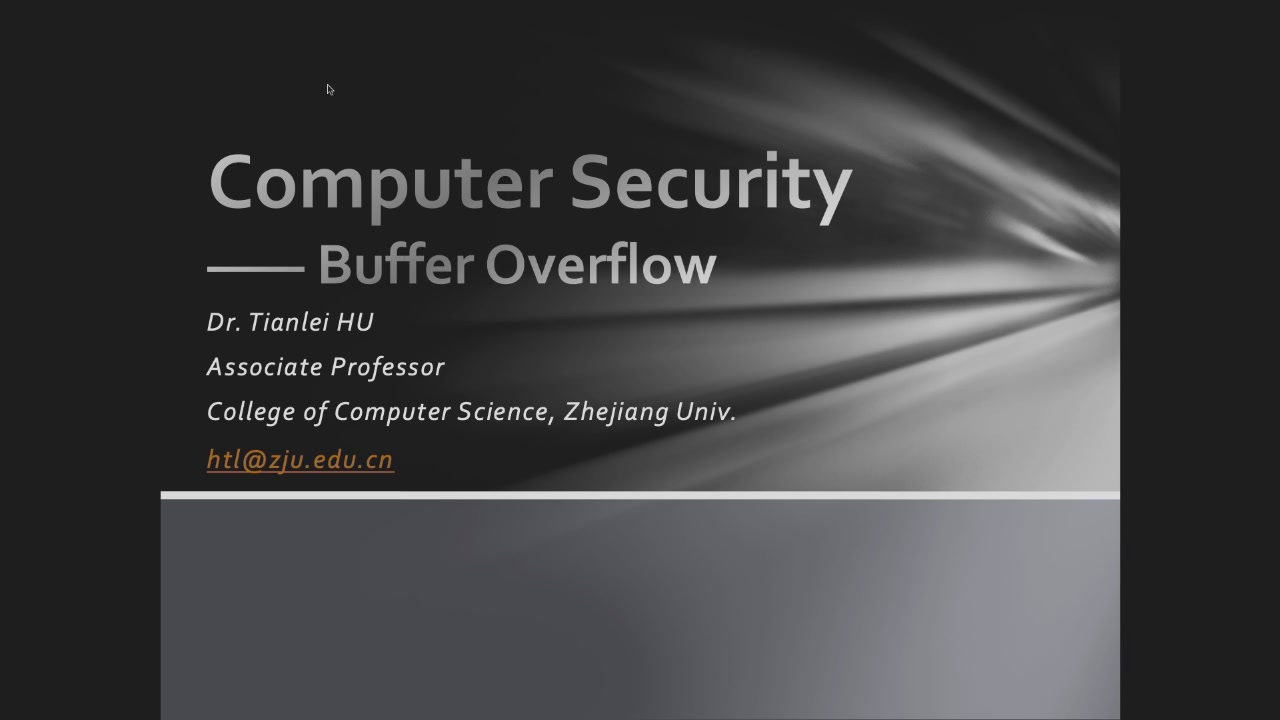 Computer Security
—— Buffer Overflow
Dr. Tianlei HU
Associate Professor
College of Computer Science, Zhejiang Univ.
htl@zju.edu.cn